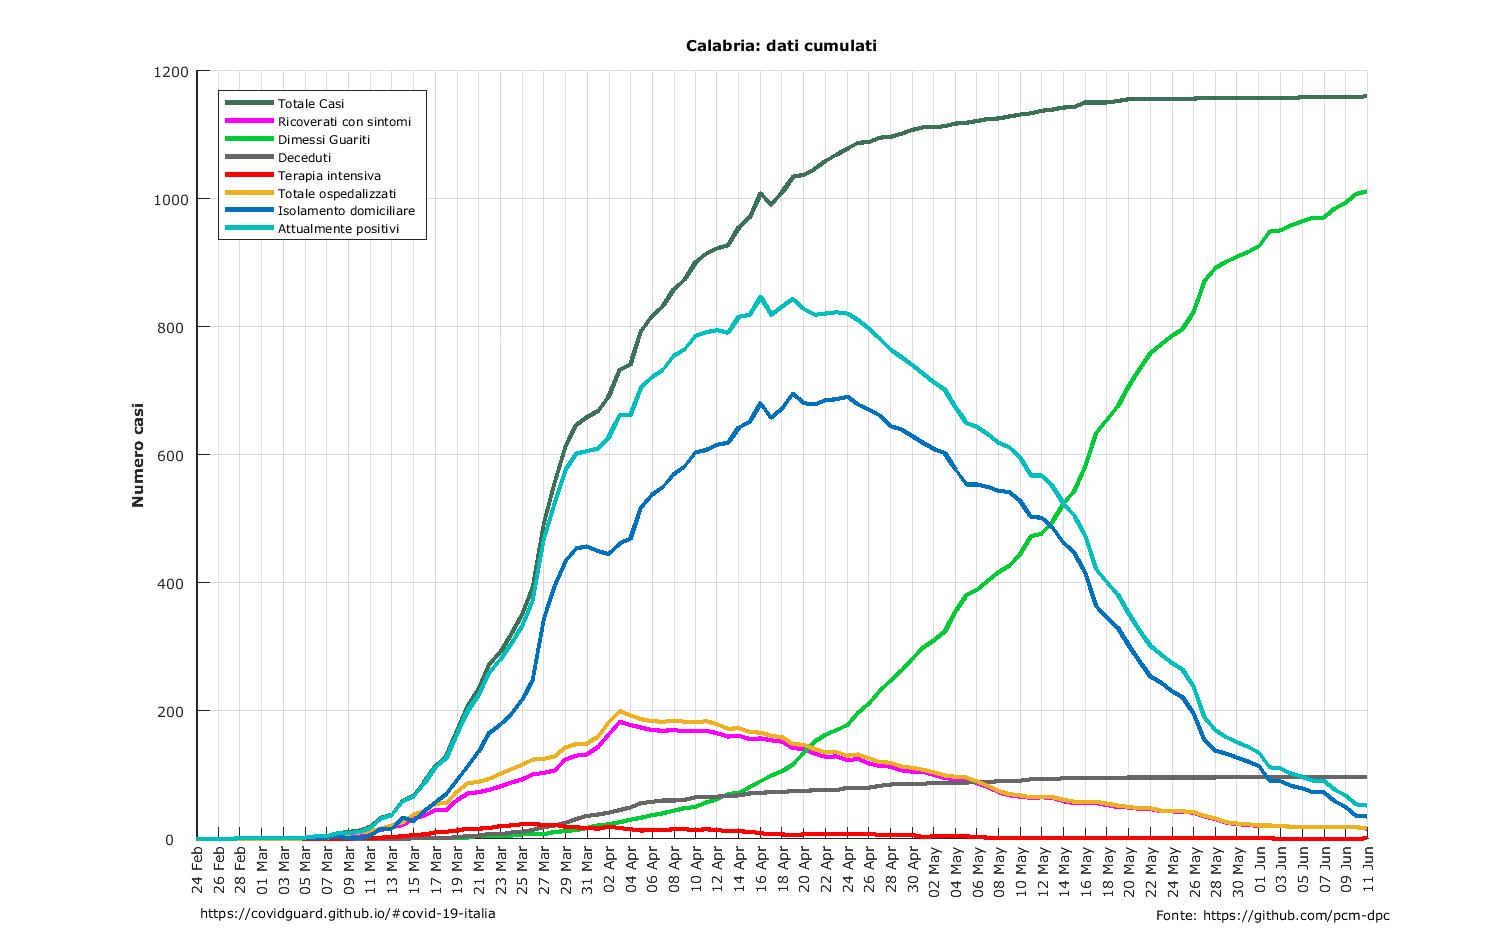 Calabria: dati cumulati
1200
1000
800
600
400
200
0
Numero casi
Totale Casi
Ricoverati con sintomi
Dimessi Guariti
Deceduti
Terapia intensiva
Totale ospedalizzati
Isolamento domiciliare
Attualmente positivi
24 Feb
26 Feb
28 Feb
01 Mar
03 Mar
05 Mar
07 Mar
09 Mar
11 Mar
13 Mar
15 Mar
17 Mar
19 Mar
21 Mar
23 Mar
25 Mar
27 Mar
29 Mar
31 Mar
02 Apr
04 Apr
06 Apr
08 Apr
10 Apr
12 Apr
14 Apr
16 Apr
18 Apr
20 Apr
22 Apr
24 Apr
26 Apr
28 Apr
30 Apr
02 May
04 May
06 May
08 May
10 May
12 May
14 May
16 May
18 May
20 May
22 May
24 May
26 May
28 May
30 May
01 Jun
03 Jun
05 Jun
07 Jun
09 Jun
11 Jun
https://covidguard.github.io/#covid-19-italia
Fonte: https://github.com/pcm-dpc